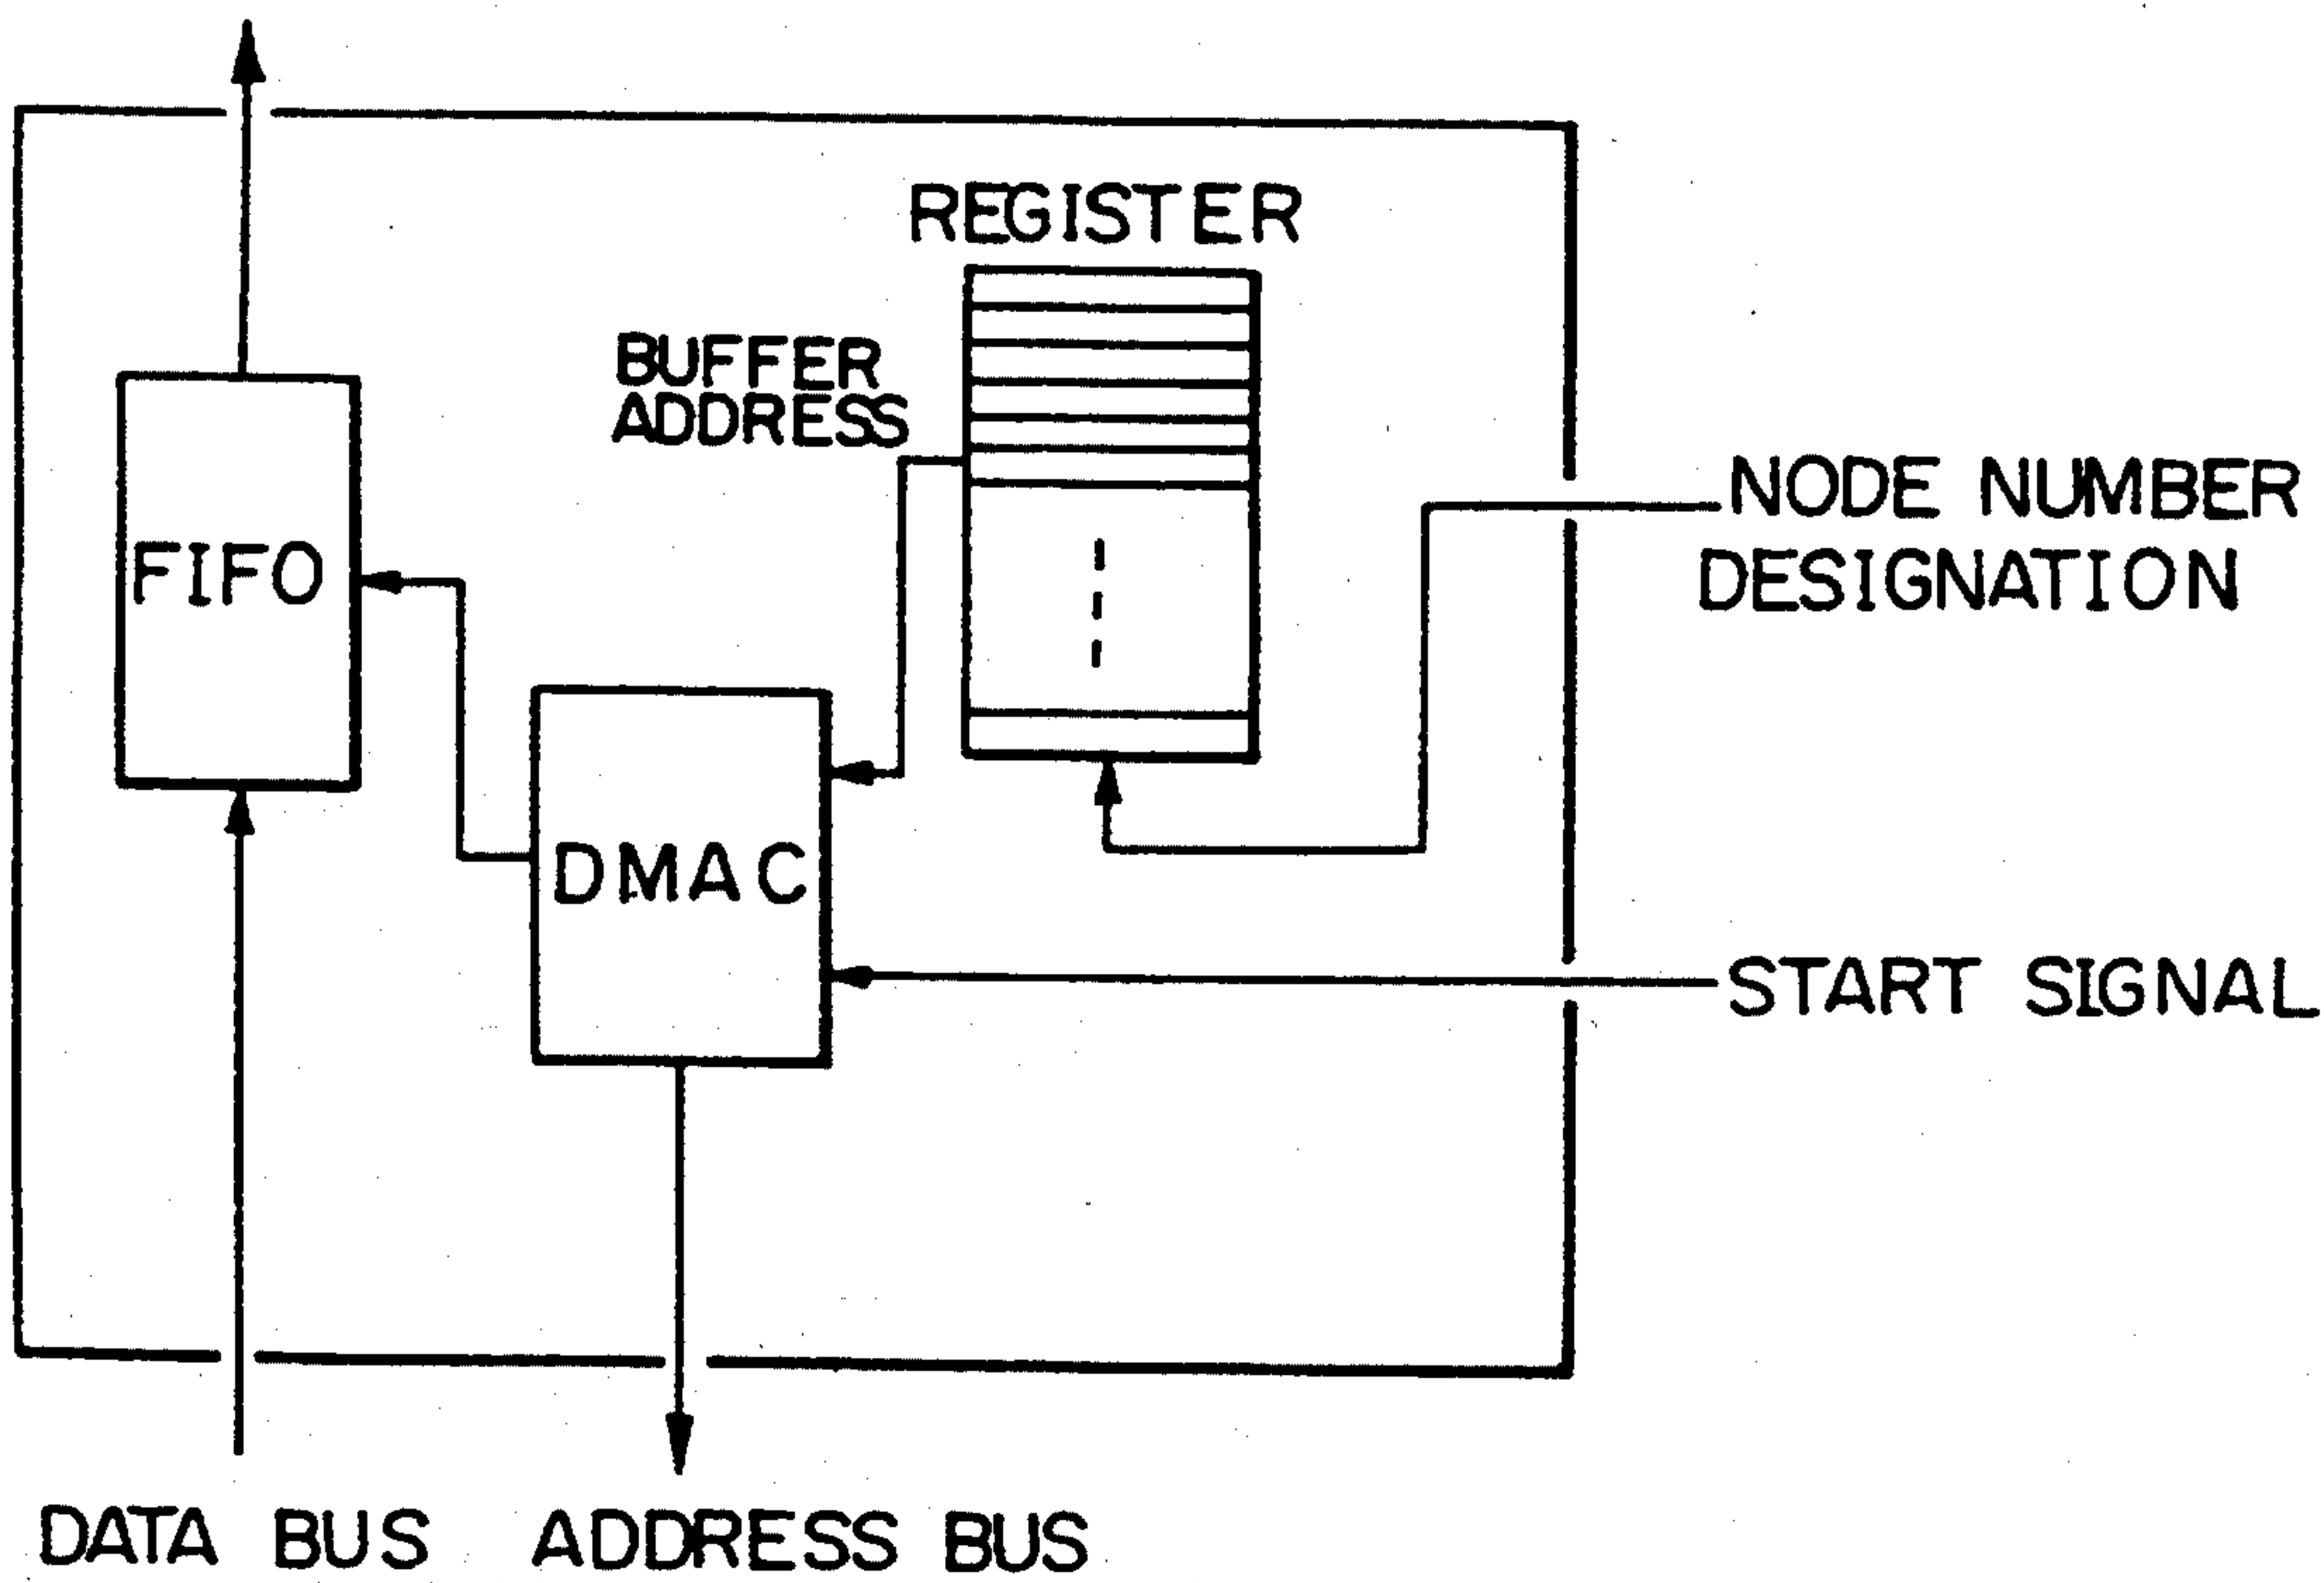 REGISTER
BUFFER
ADDRESS
NODE NUMBER
DESIGNATION
FIFO
DMAC
START SIGNAL
DATA BUS
ADDRESS BUS